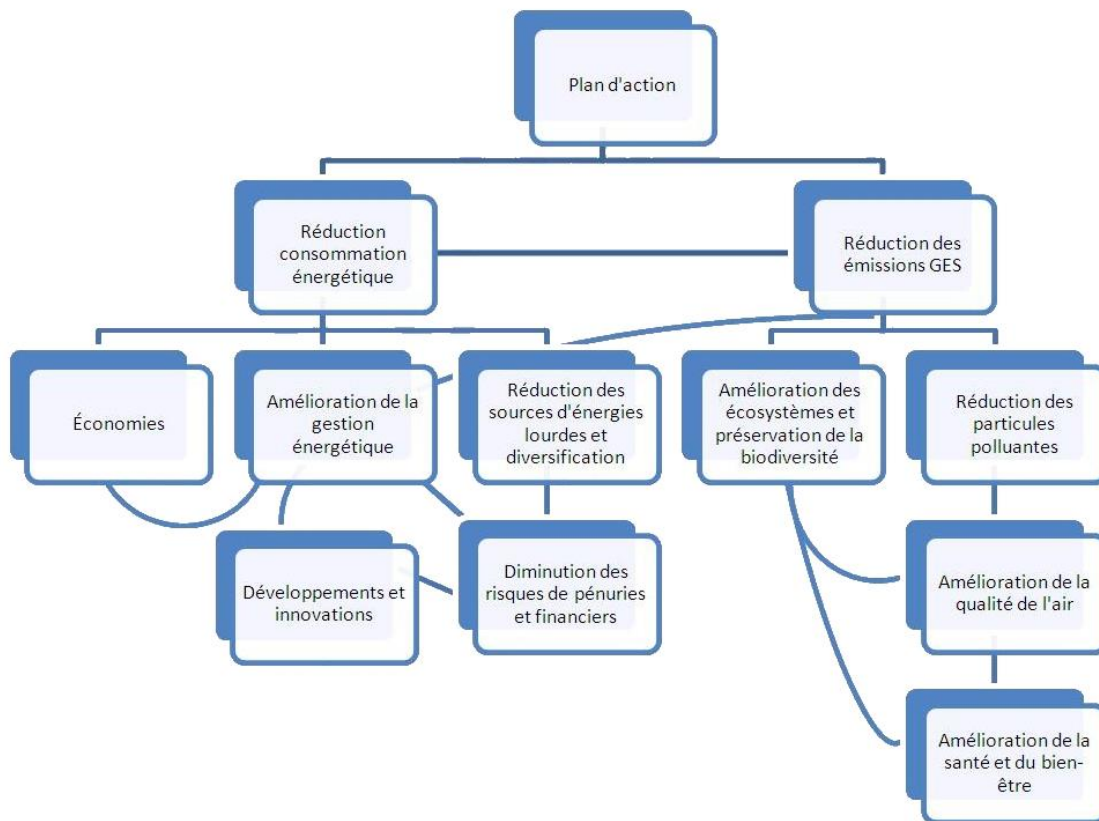 Plan d'action
Réduction
consommation
énergétique
Réduction des
émissions GES
Économies
Amélioration de la
gestion
énergétique
Réduction des
sources d'énergies
lourdes et
diversification
Amélioration des
écosystèmes et
préservation de la
biodiversité
Réduction des
particules
polluantes
Développements et
innovations
Diminution des
risques de pénuries
et financiers
Amélioration de la
qualité de l'air
Amélioration de la
santé et du bien-
être